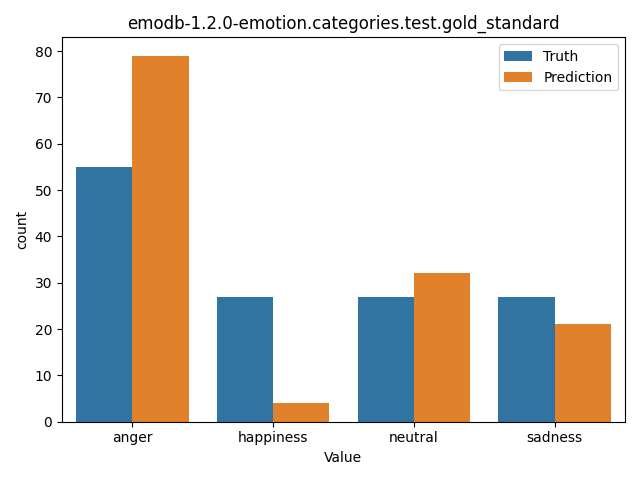 emodb-1.2.0-emotion.categories.test.gold_standard
Truth
Prediction
count
80
70
60
50
40
30
20
10
0
anger
happiness
neutral
sadness
Value